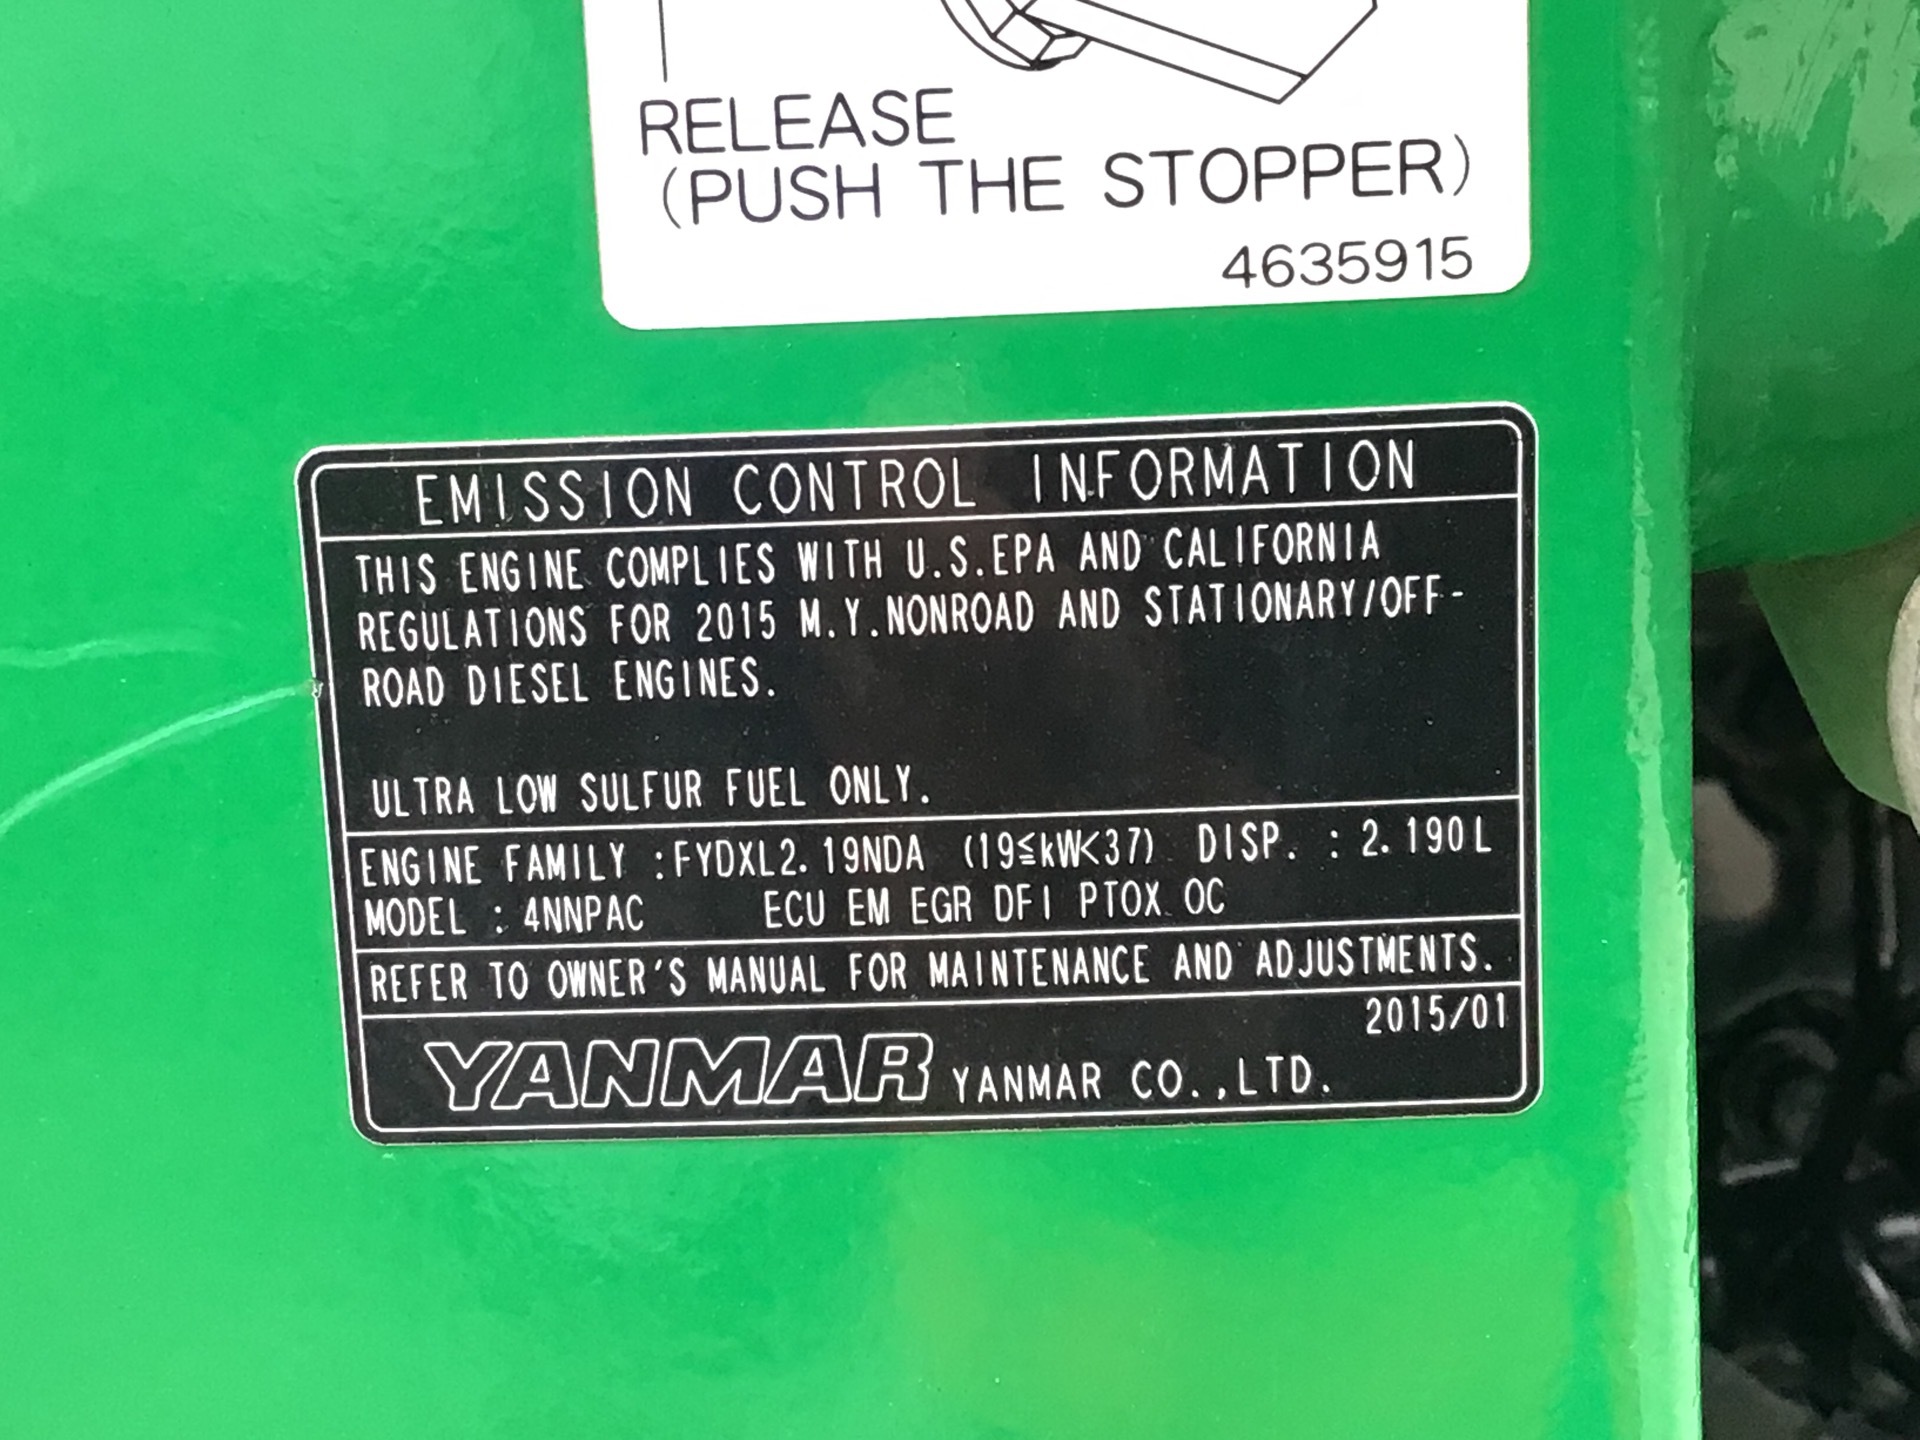 RELEASE
(PUSH THE STOPPER)
4635915
EMISSION CONTROL INFORMATION
THIS ENGINE COMPLIES WITH U.S.EPA AND CALIFORNIA
REGULATIONS FOR 2015 M.Y.NONROAD AND STATIONARY/OFF-
ROAD DIESEL ENGINES.
ULTRA LOW SULFUR FUEL ONLY.
ENGINE FAMILY :FYDXL2.19NDA (19≦kW<37) DISP. : 2.190L
MODEL : 4NNPAC ECU EM EGR DFI PTOX OC
REFER TO OWNER'S MANUAL FOR MAINTENANCE AND ADJUSTMENTS.
2015/01
YANMAR YANMAR CO.,LTD.